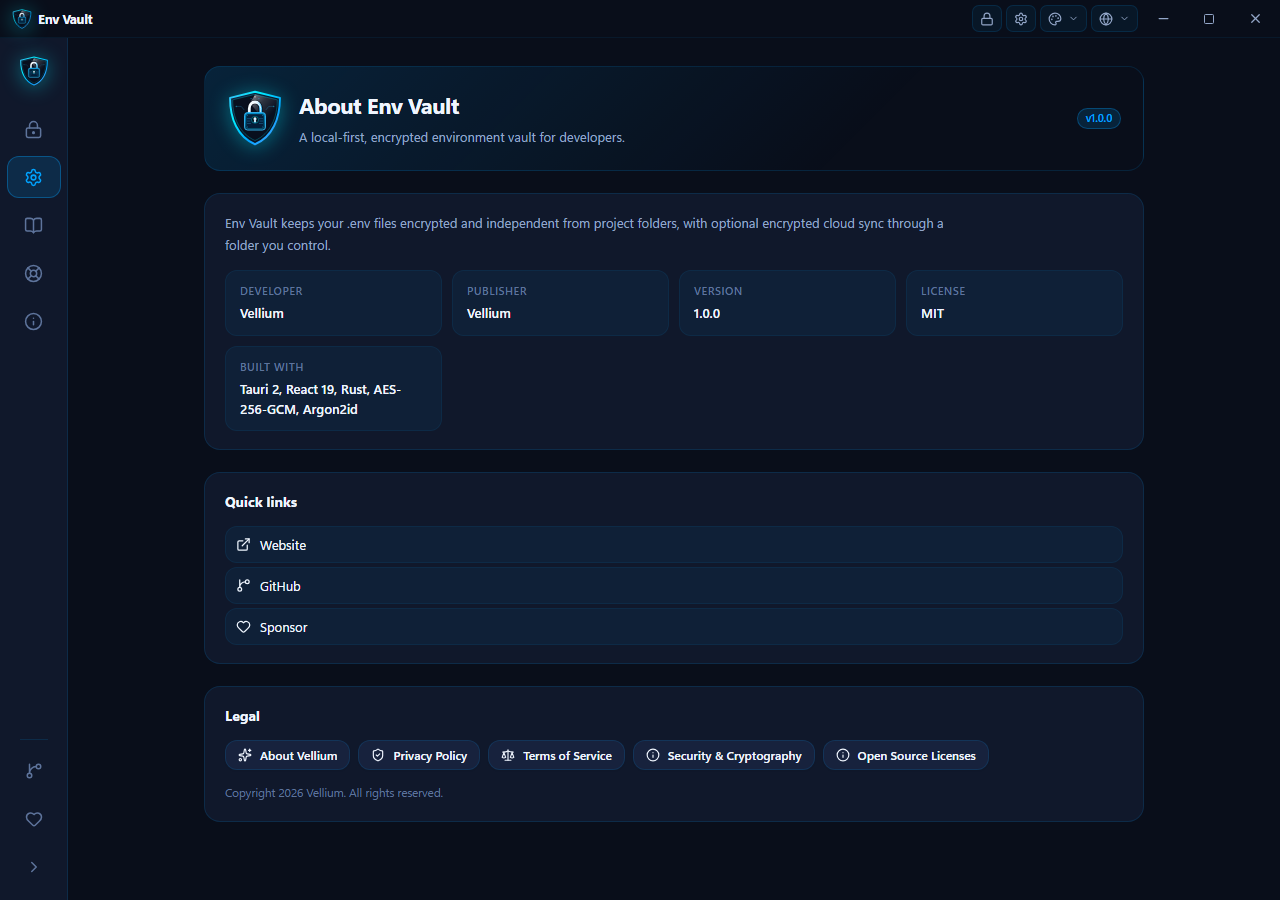 Env Vault
About Env Vault
A local-first, encrypted environment vault for developers.
v1.0.0
Env Vault keeps your .env files encrypted and independent from project folders, with optional encrypted cloud sync through a
folder you control.
DEVELOPER
Vellium
PUBLISHER
Vellium
VERSION
1.0.0
LICENSE
MIT
BUILT WITH
Tauri 2, React 19, Rust, AES-
256-GCM, Argon2id
Quick links
Website
GitHub
Sponsor
Legal
About Vellium
Privacy Policy
Terms of Service
Security & Cryptography
Open Source Licenses
Copyright 2026 Vellium. All rights reserved.